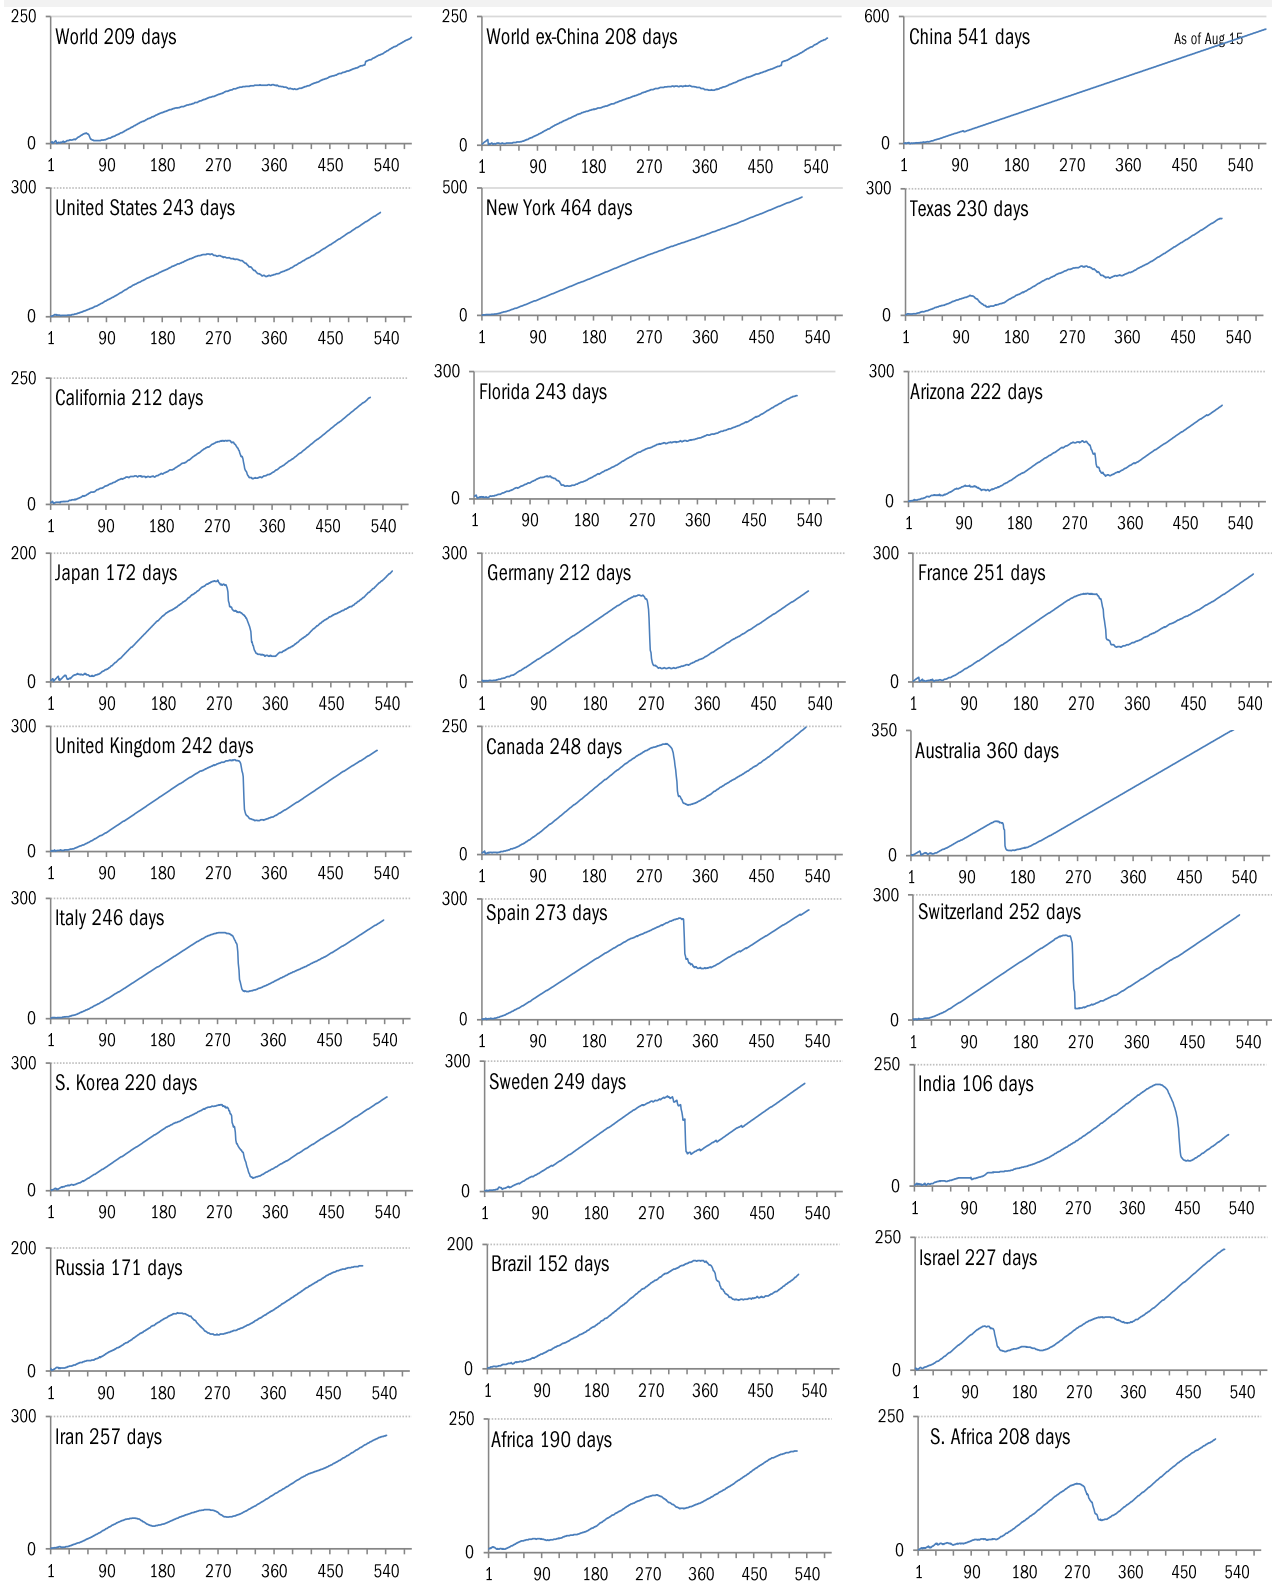 250 250 600
World 209 days World ex-China 208 days China 541 days As of Aug 15
0 0 0
1 90 180 270 360 450 540 1 90 180 270 360 450 540 1 90 180 270 360 450 540
300 500 300
United States 243 days New York 464 days Texas 230 days
0 0 0
1 90 180 270 360 450 540 1 90 180 270 360 450 540 1 90 180 270 360 450 540
250 300 300
California 212 days Florida 243 days Arizona 222 days
0 0 0
1 90 180 270 360 450 540 1 90 180 270 360 450 540 1 90 180 270 360 450 540
200 300 300
Japan 172 days Germany 212 days France 251 days
0 0 0
1 90 180 270 360 450 540 1 90 180 270 360 450 540 1 90 180 270 360 450 540
300 250 350
United Kingdom 242 days Canada 248 days Australia 360 days
0 0 0
1 90 180 270 360 450 540 1 90 180 270 360 450 540 1 90 180 270 360 450 540
300 300 300
Italy 246 days Spain 273 days Switzerland 252 days
0 0 0
1 90 180 270 360 450 540 1 90 180 270 360 450 540 1 90 180 270 360 450 540
300 300 250
S. Korea 220 days Sweden 249 days India 106 days
0 0 0
1 90 180 270 360 450 540 1 90 180 270 360 450 540 1 90 180 270 360 450 540
200 200 250
Russia 171 days Brazil 152 days Israel 227 days
0 0 0
1 90 180 270 360 450 540 1 90 180 270 360 450 540 1 90 180 270 360 450 540
300 250 250
Iran 257 days Africa 190 days S. Africa 208 days
0 0 0
1 90 180 270 360 450 540 1 90 180 270 360 450 540 1 90 180 270 360 450 540